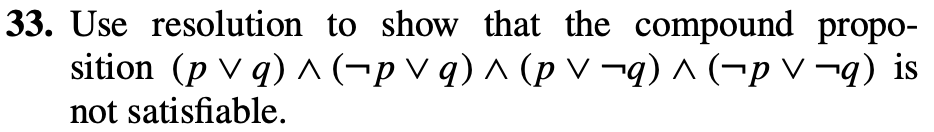 33. Use resolution to show that the compound propo-
sition (p ∨ q) ∧ (¬p ∨ q) ∧ (p ∨ ¬q) ∧ (¬p ∨ ¬q) is
not satisfiable.